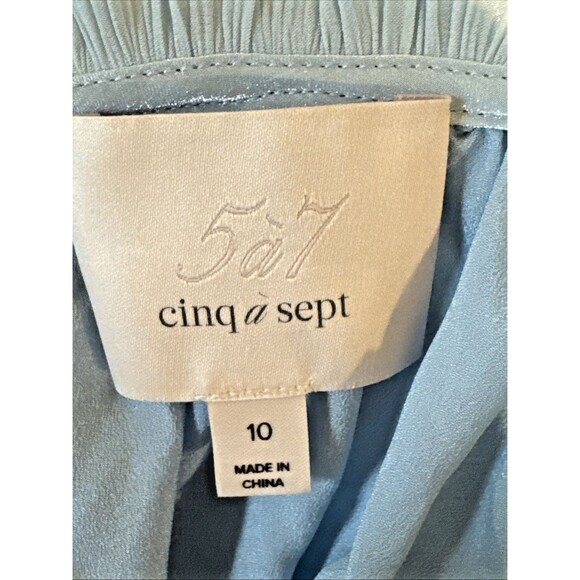 5à7
cinq à sept
10
MADE IN
CHINA